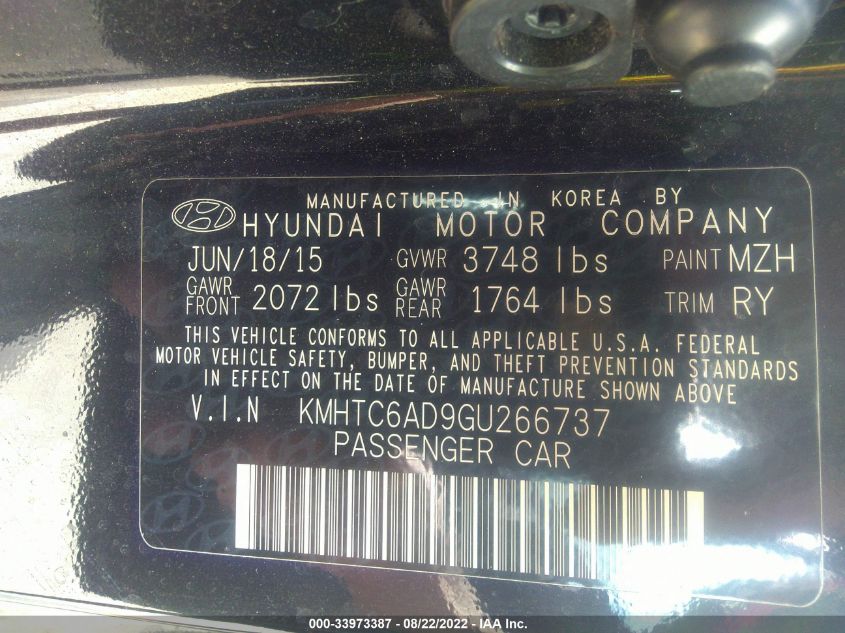 MANUFACTURED IN KOREA BY
HYUNDAI MOTOR COMPANY
JUN/18/15 GVWR 3748 lbs PAINT MZH
GAWR FRONT 2072 lbs GAWR REAR 1764 lbs TRIM RY
THIS VEHICLE CONFORMS TO ALL APPLICABLE U.S.A. FEDERAL
MOTOR VEHICLE SAFETY, BUMPER, AND THEFT PREVENTION STANDARDS
IN EFFECT ON THE DATE OF MANUFACTURE SHOWN ABOVE
V.I.N KMHTC6AD9GU266737
PASSENGER CAR
000-33973387 - 08/22/2022 - IAA Inc.